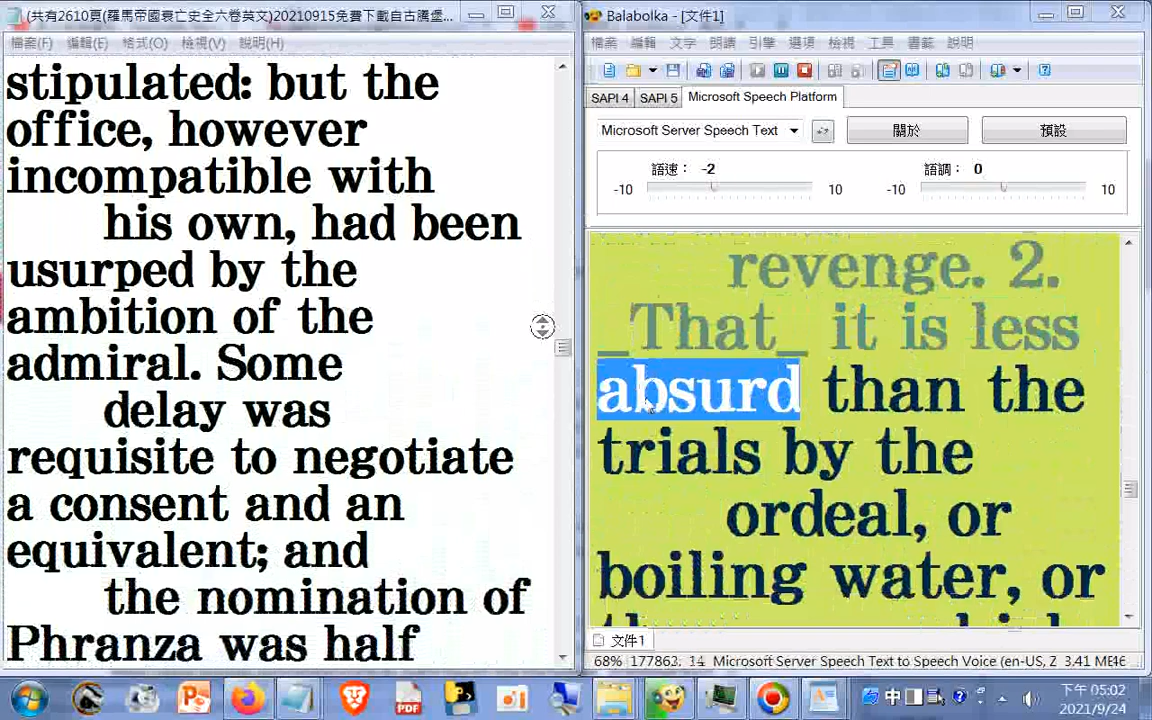 (共有2610頁(羅馬帝國衰亡史全六卷英文)20210915免費下載自古騰堡...
檔案(F) 編輯(E) 格式(O) 檢視(V) 說明(H)
stipulated: but the
office, however
incompatible with
his own, had been
usurped by the
ambition of the
admiral. Some
delay was
requisite to negotiate
a consent and an
equivalent; and
the nomination of
Phranza was half
Balabolka - [文件1]
檔案 編輯 文字 朗讀 引擎 選項 檢視 工具 書籤 說明
SAPI 4 SAPI 5 Microsoft Speech Platform
Microsoft Server Speech Text 關於 預設
語速： -2 語調： 0
-10 10 -10 10
revenge. 2.
_That_ it is less
absurd than the
trials by the
ordeal, or
boiling water, or
文件1
68% 177863, 14 Microsoft Server Speech Text to Speech Voice (en-US, Z 3.41 ME46
中
下午 05:02
2021/9/24